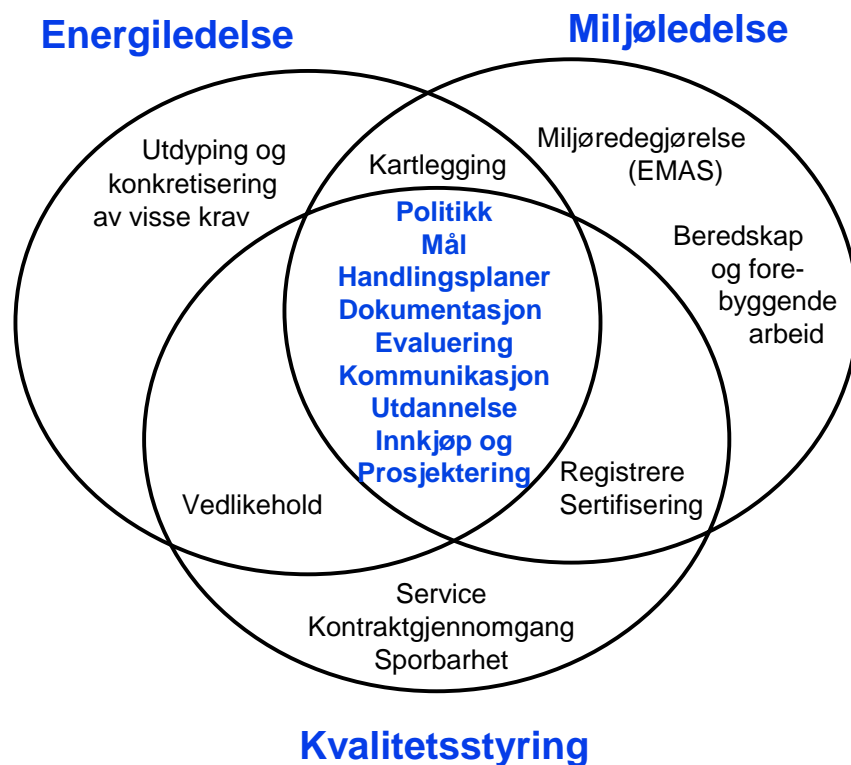 Energiledelse
Miljøledelse
Utdyping og
konkretisering
av visse krav
Kartlegging
Miljøredegjørelse
(EMAS)
Beredskap
og fore-
byggende
arbeid
Politikk
Mål
Handlingsplaner
Dokumentasjon
Evaluering
Kommunikasjon
Utdannelse
Innkjøp og
Prosjektering
Vedlikehold
Registrere
Sertifisering
Service
Kontraktgjennomgang
Sporbarhet
Kvalitetsstyring